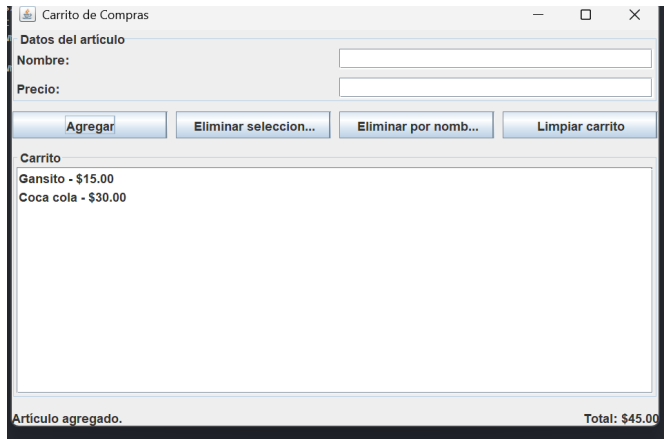 Carrito de Compras
Datos del artículo
Nombre:
Precio:
Agregar Eliminar seleccion... Eliminar por nomb... Limpiar carrito
Carrito
Gansito - $15.00
Coca cola - $30.00
Artículo agregado. Total: $45.00